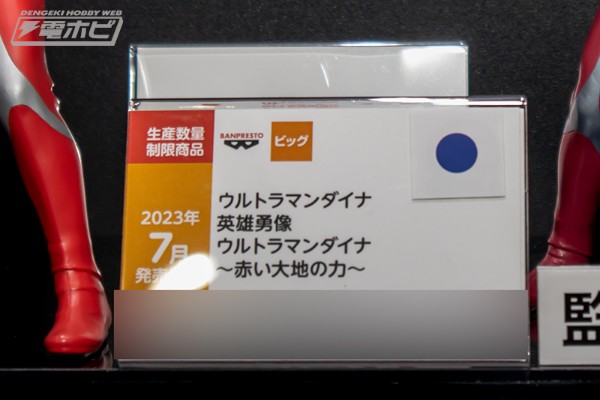 DENGEKI HOBBY WEB
電ホビ
生産数量
制限商品
BANPRESTO
ビッグ
2023年
7月
発売
ウルトラマンダイナ
英雄勇像
ウルトラマンダイナ
～赤い大地の力～
監